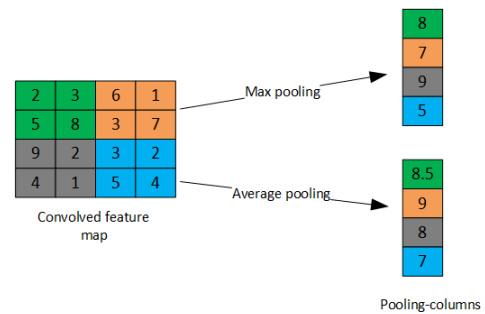 2 3 6 1
5 8 3 7
9 2 3 2
4 1 5 4
Convolved feature
map
Max pooling
Average pooling
8
7
9
5
8.5
9
8
7
Pooling-columns